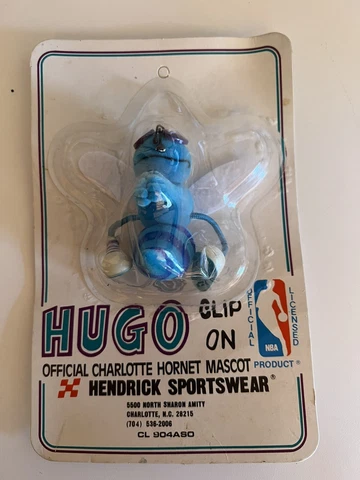 HUGO CLIP
ON
OFFICIAL
NBA
LICENSED
PRODUCT®
OFFICIAL CHARLOTTE HORNET MASCOT
HENDRICK SPORTSWEAR®
5500 NORTH SHARON AMITY
CHARLOTTE, N.C. 28215
(704) 536-2006
CL 904ASO